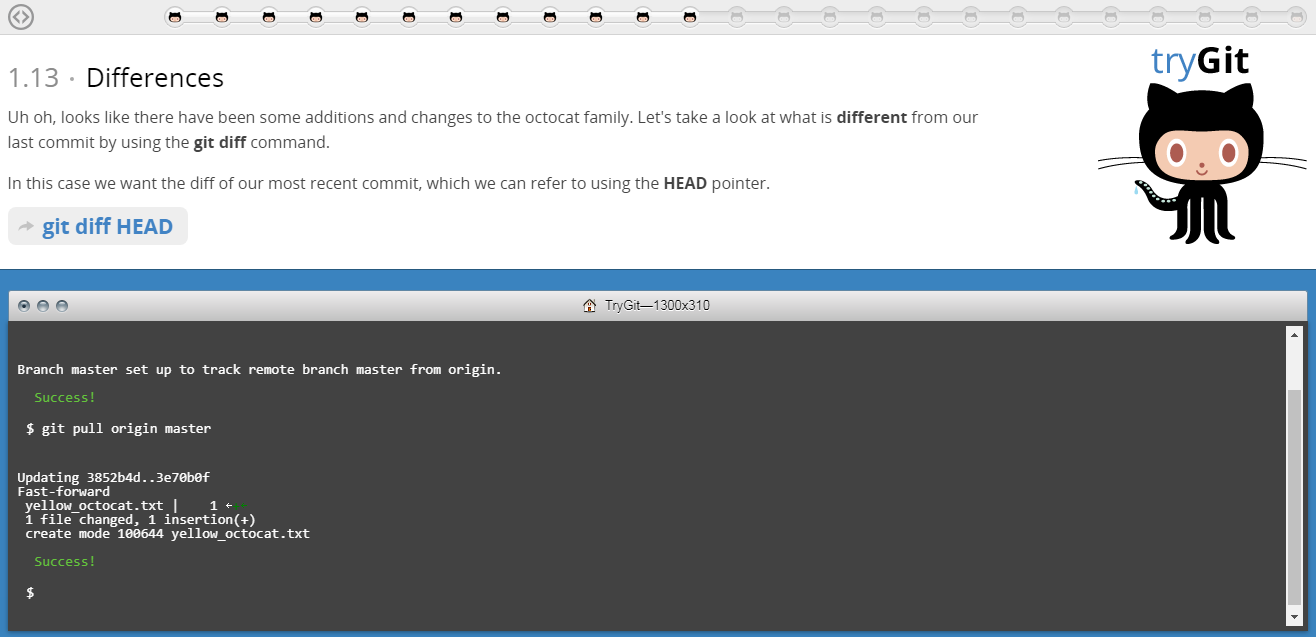 tryGit
1.13 · Differences
Uh oh, looks like there have been some additions and changes to the octocat family. Let's take a look at what is different from our
last commit by using the git diff command.
In this case we want the diff of our most recent commit, which we can refer to using the HEAD pointer.
git diff HEAD
TryGit—1300x310
Branch master set up to track remote branch master from origin.
Success!
$ git pull origin master
Updating 3852b4d..3e70b0f
Fast-forward
yellow_octocat.txt | 1
1 file changed, 1 insertion(+)
create mode 100644 yellow_octocat.txt
Success!
$